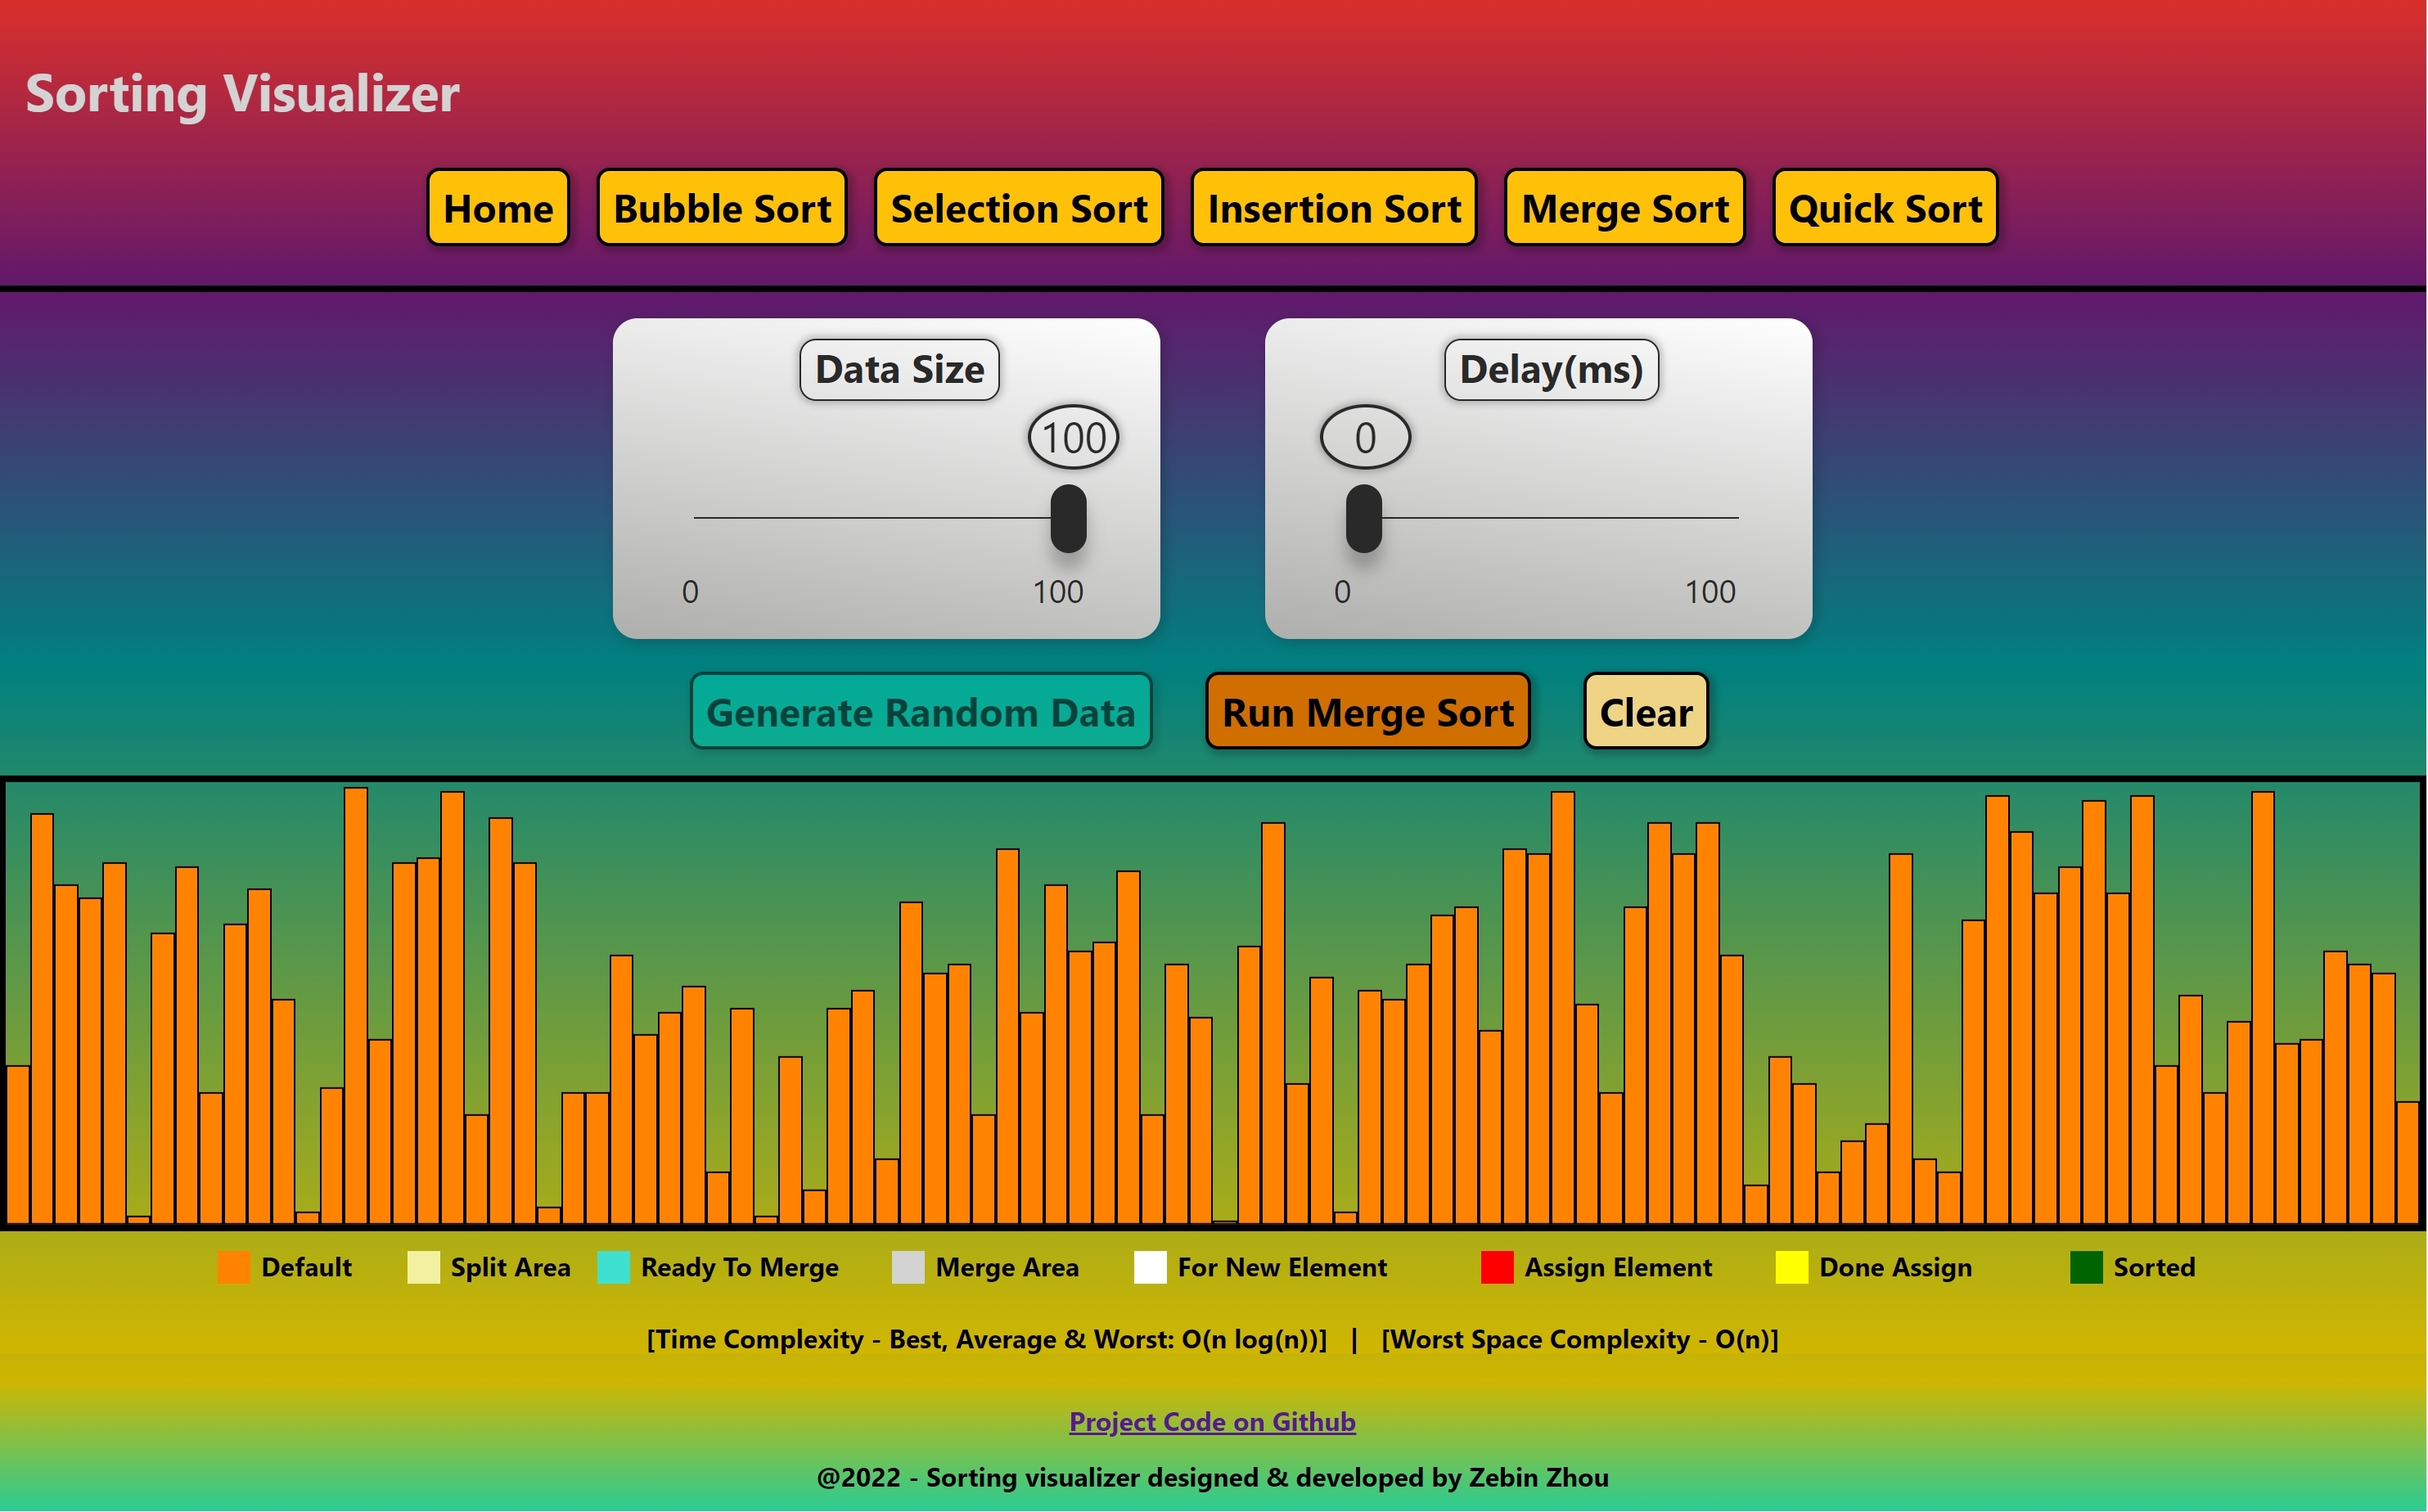 Sorting Visualizer
Home Bubble Sort Selection Sort Insertion Sort Merge Sort Quick Sort
Data Size
100
0 100
Delay(ms)
0
0 100
Generate Random Data Run Merge Sort Clear
Default Split Area Ready To Merge Merge Area For New Element Assign Element Done Assign Sorted
[Time Complexity - Best, Average & Worst: O(n log(n))] | [Worst Space Complexity - O(n)]
Project Code on Github
@2022 - Sorting visualizer designed & developed by Zebin Zhou